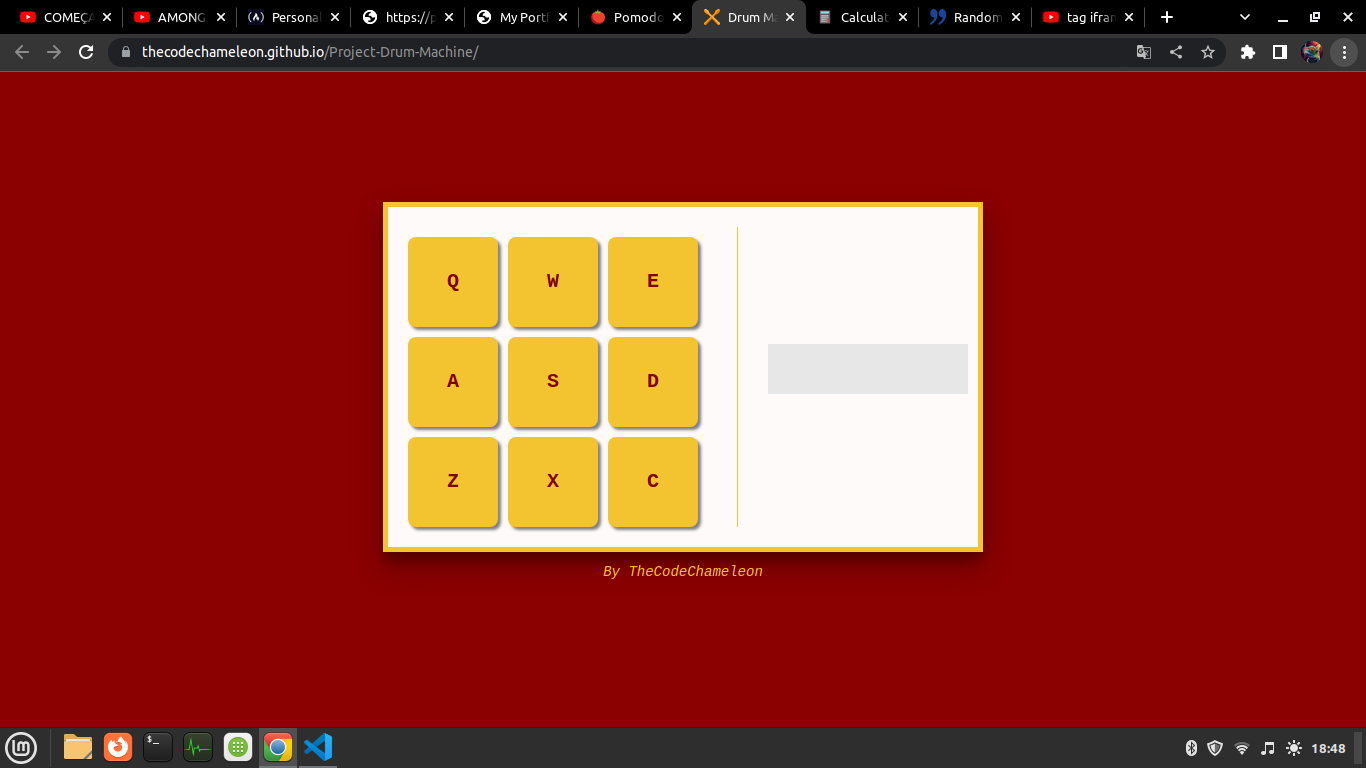 COMEÇA
AMONG
Personal
https://p
My Portf
Pomodo
Drum Ma
Calculat
Random
tag ifran
thecodechameleon.github.io/Project-Drum-Machine/
Q W E
A S D
Z X C
By TheCodeChameleon
$_
18:48